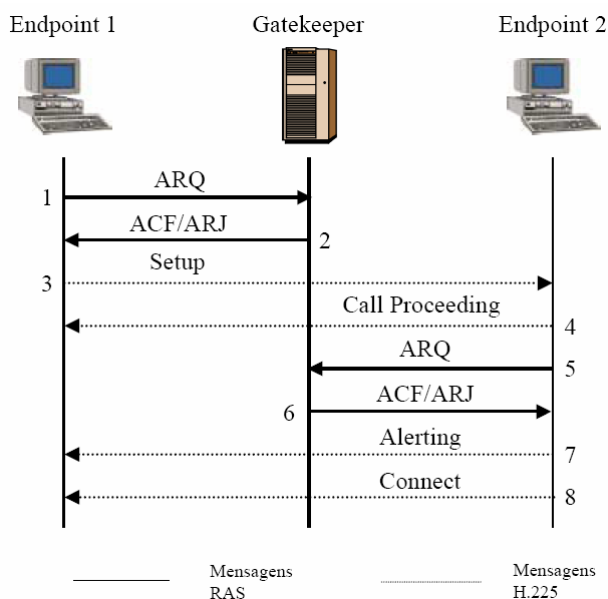 Endpoint 1 Gatekeeper Endpoint 2
ARQ
1
ACF/ARJ
2
Setup
3
Call Proceeding
4
ARQ
5
ACF/ARJ
6
Alerting
7
Connect
8
Mensagens
RAS
Mensagens
H.225